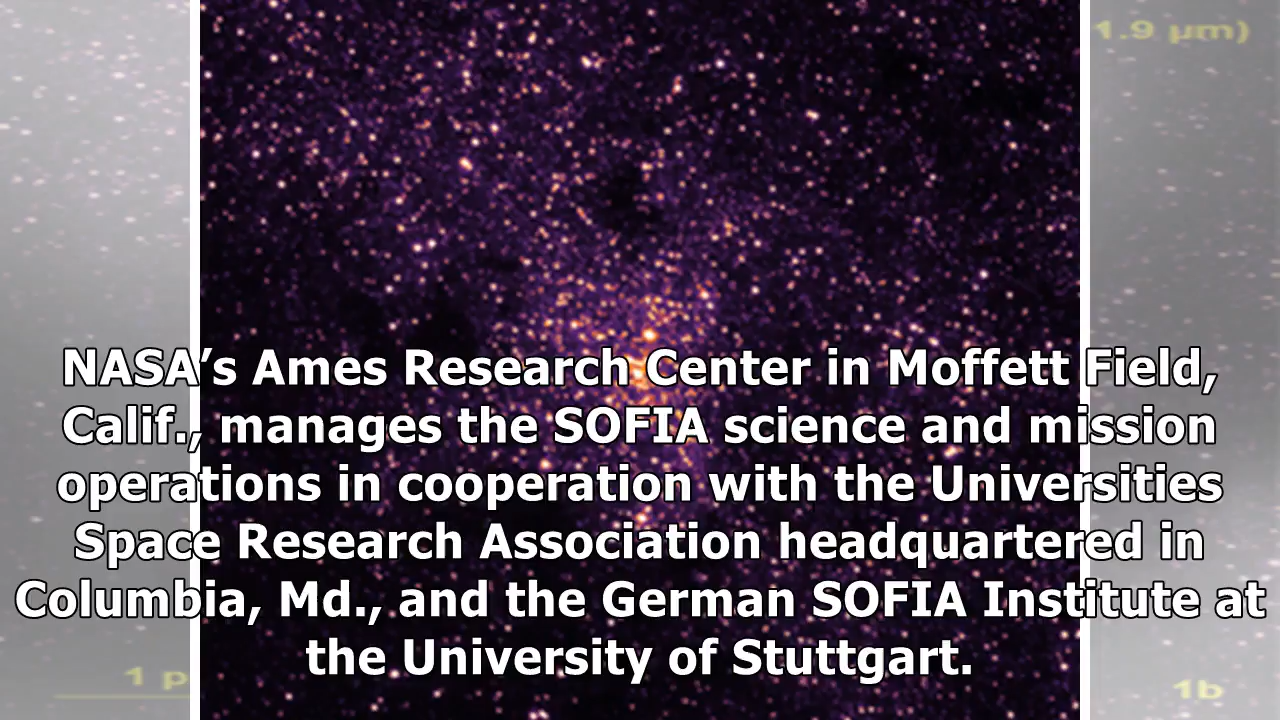 1.9 μm)
NASA’s Ames Research Center in Moffett Field,
Calif., manages the SOFIA science and mission
operations in cooperation with the Universities
Space Research Association headquartered in
Columbia, Md., and the German SOFIA Institute at
the University of Stuttgart.
1 p
1b